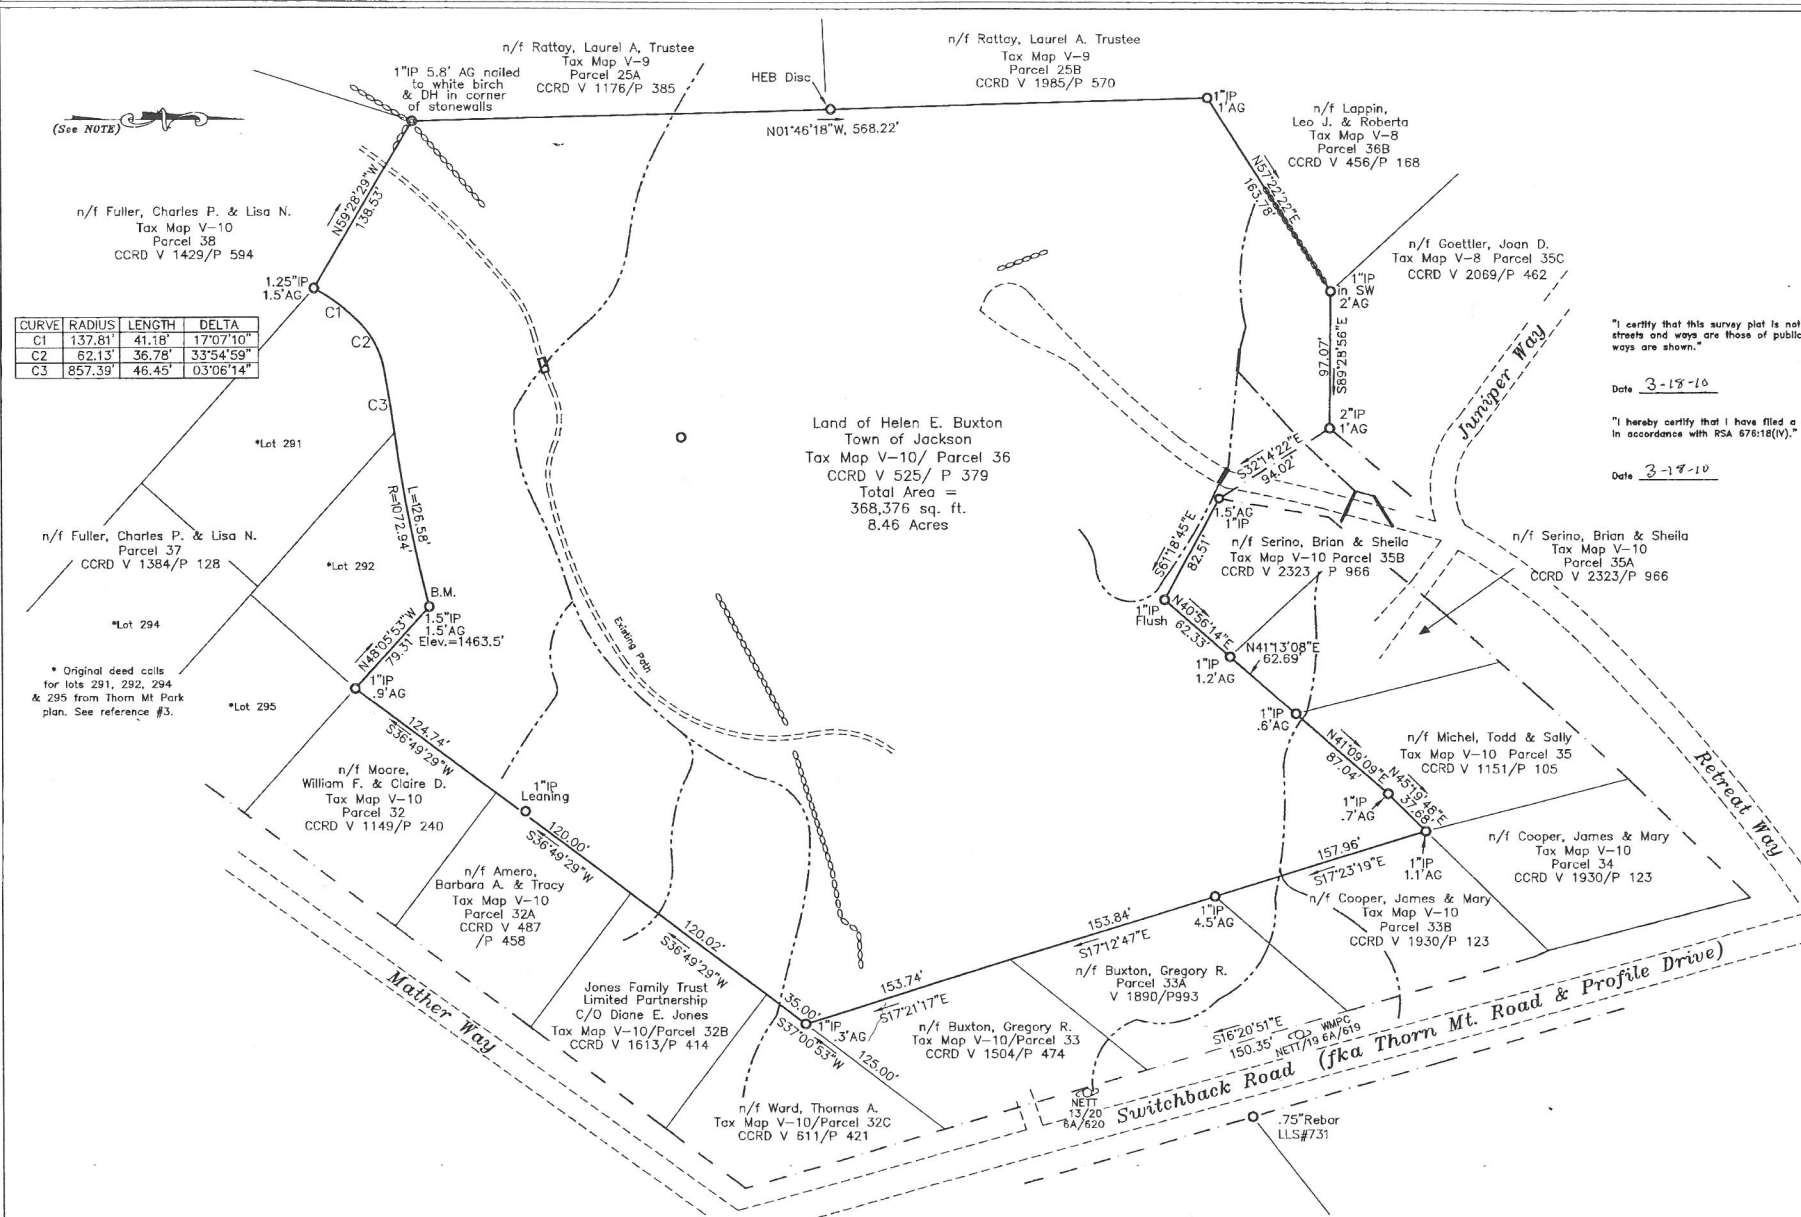 n/f Rattay, Laurel A, Trustee
Tax Map V-9
Parcel 25A
CCRD V 1176/P 385
1"IP 5.8' AG nailed
to white birch
& DH in corner
of stonewalls
HEB Disc
n/f Rattay, Laurel A. Trustee
Tax Map V-9
Parcel 25B
CCRD V 1985/P 570
N01°46'18"W, 568.22'
1"IP
1'AG
n/f Lappin,
Leo J. & Roberta
Tax Map V-8
Parcel 36B
CCRD V 456/P 168
(See NOTE)
N59°28'29"W
138.53'
N57°22'22"E
163.78'
n/f Fuller, Charles P. & Lisa N.
Tax Map V-10
Parcel 38
CCRD V 1429/P 594
n/f Goettler, Joan D.
Tax Map V-8 Parcel 35C
CCRD V 2069/P 462
1.25"IP
1.5'AG
1"IP
in SW
2'AG
C1
C2
C3
CURVE RADIUS LENGTH DELTA
C1 137.81' 41.18' 17°07'10"
C2 62.13' 36.78' 33°54'59"
C3 857.39' 46.45' 03°06'14"
S89°28'56"E
97.07'
Juniper Way
"I certify that this survey plat is not
streets and ways are those of public
ways are shown."
Date 3-18-10
"I hereby certify that I have filed a
in accordance with RSA 676:18(IV)."
Date 3-18-10
2"IP
1'AG
Land of Helen E. Buxton
Town of Jackson
Tax Map V-10/ Parcel 36
CCRD V 525/ P 379
Total Area =
368,376 sq. ft.
8.46 Acres
*Lot 291
S32°14'22"E
94.02'
1.5'AG
1"IP
L=126.58'
R=1072.94'
n/f Fuller, Charles P. & Lisa N.
Parcel 37
CCRD V 1384/P 128
*Lot 292
S61°18'45"E
82.51'
n/f Serino, Brian & Sheila
Tax Map V-10 Parcel 35B
CCRD V 2323 P 966
n/f Serino, Brian & Sheila
Tax Map V-10
Parcel 35A
CCRD V 2323/P 966
B.M.
1.5"IP
1.5'AG
Elev.=1463.5'
N48°05'53"W
79.31'
*Lot 294
Existing Path
1"IP
Flush
N40°56'14"E
62.33'
N41°13'08"E
62.69'
1"IP
1.2'AG
* Original deed calls
for lots 291, 292, 294
& 295 from Thorn Mt Park
plan. See reference #3.
1"IP
.9'AG
*Lot 295
124.74'
S36°49'29"W
1"IP
.6'AG
N41°09'09"E
87.04'
n/f Michel, Todd & Sally
Tax Map V-10 Parcel 35
CCRD V 1151/P 105
N45°19'48"E
37.68'
1"IP
.7'AG
Retreat Way
n/f Moore,
William F. & Claire D.
Tax Map V-10
Parcel 32
CCRD V 1149/P 240
1"IP
Leaning
120.00'
S36°49'29"W
157.96'
S17°23'19"E
1"IP
1.1'AG
n/f Cooper, James & Mary
Tax Map V-10
Parcel 34
CCRD V 1930/P 123
n/f Amero,
Barbara A. & Tracy
Tax Map V-10
Parcel 32A
CCRD V 487
/P 458
1"IP
4.5'AG
n/f Cooper, James & Mary
Tax Map V-10
Parcel 33B
CCRD V 1930/P 123
120.02'
S36°49'29"W
153.84'
S17°12'47"E
Mather Way
Jones Family Trust
Limited Partnership
C/O Diane E. Jones
Tax Map V-10/Parcel 32B
CCRD V 1613/P 414
n/f Buxton, Gregory R.
Parcel 33A
V 1890/P993
153.74'
S17°21'17"E
35.00'
1"IP
.3'AG
S37°00'53"W
125.00'
n/f Buxton, Gregory R.
Tax Map V-10/Parcel 33
CCRD V 1504/P 474
S16°20'51"E
150.35'
WMPC
NETT/19 6A/619
Switchback Road (fka Thorn Mt. Road & Profile Drive)
NETT
13/20
6A/620
n/f Ward, Thomas A.
Tax Map V-10/Parcel 32C
CCRD V 611/P 421
.75"Rebar
LLS#731